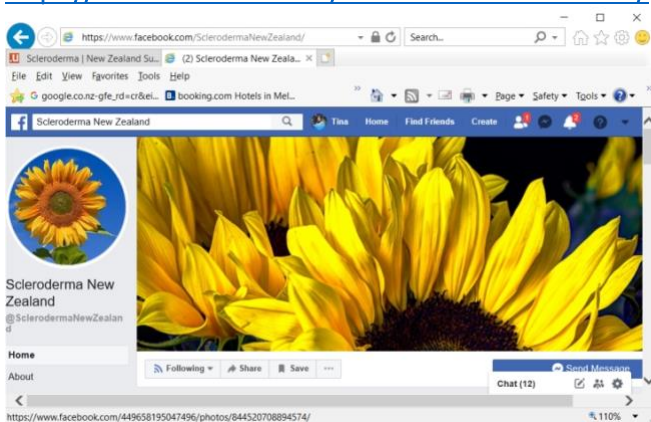 https://www.facebook.com/SclerodermaNewZealand/
Search...
Scleroderma | New Zealand Su...
(2) Scleroderma New Zeala...
File Edit View Favorites Tools Help
google.co.nz-gfe_rd=cr&ei...
booking.com Hotels in Mel...
Page Safety Tools
Scleroderma New Zealand
Tina Home Find Friends Create
Scleroderma New
Zealand
@SclerodermaNewZealan
d
Home
About
Following Share Save
Send Message
Chat (12)
https://www.facebook.com/449658195047496/photos/844520708894574/
110%